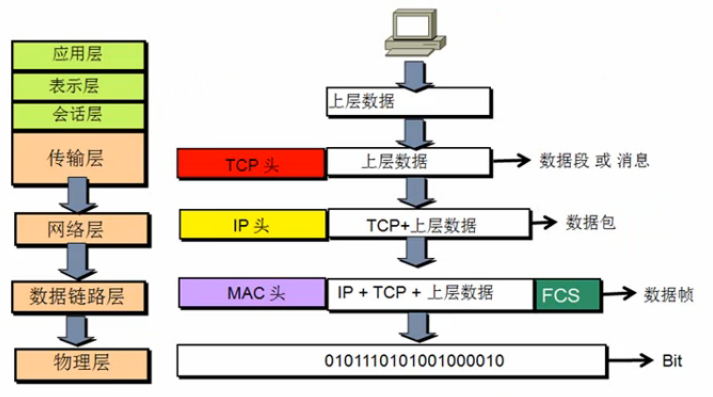 应用层
表示层
会话层
传输层
网络层
数据链路层
物理层
上层数据
TCP 头 上层数据 数据段 或 消息
IP 头 TCP+上层数据 数据包
MAC 头 IP + TCP + 上层数据 FCS 数据帧
0101110101001000010 Bit